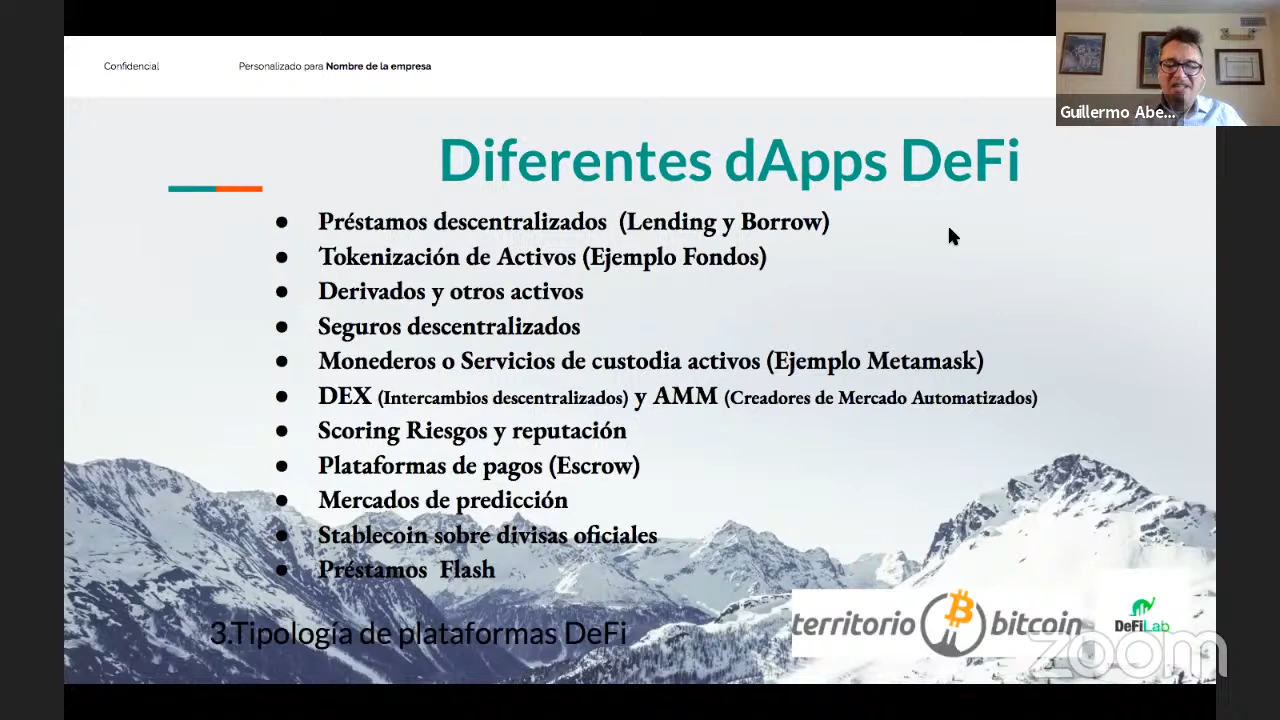 Confidencial
Personalizado para Nombre de la empresa
Guillermo Abe...
Diferentes dApps DeFi
● Préstamos descentralizados (Lending y Borrow)
● Tokenización de Activos (Ejemplo Fondos)
● Derivados y otros activos
● Seguros descentralizados
● Monederos o Servicios de custodia activos (Ejemplo Metamask)
● DEX (Intercambios descentralizados) y AMM (Creadores de Mercado Automatizados)
● Scoring Riesgos y reputación
● Plataformas de pagos (Escrow)
● Mercados de predicción
● Stablecoin sobre divisas oficiales
● Préstamos Flash
3.Tipología de plataformas DeFi
territorio bitcoin
DeFiLab
zoom